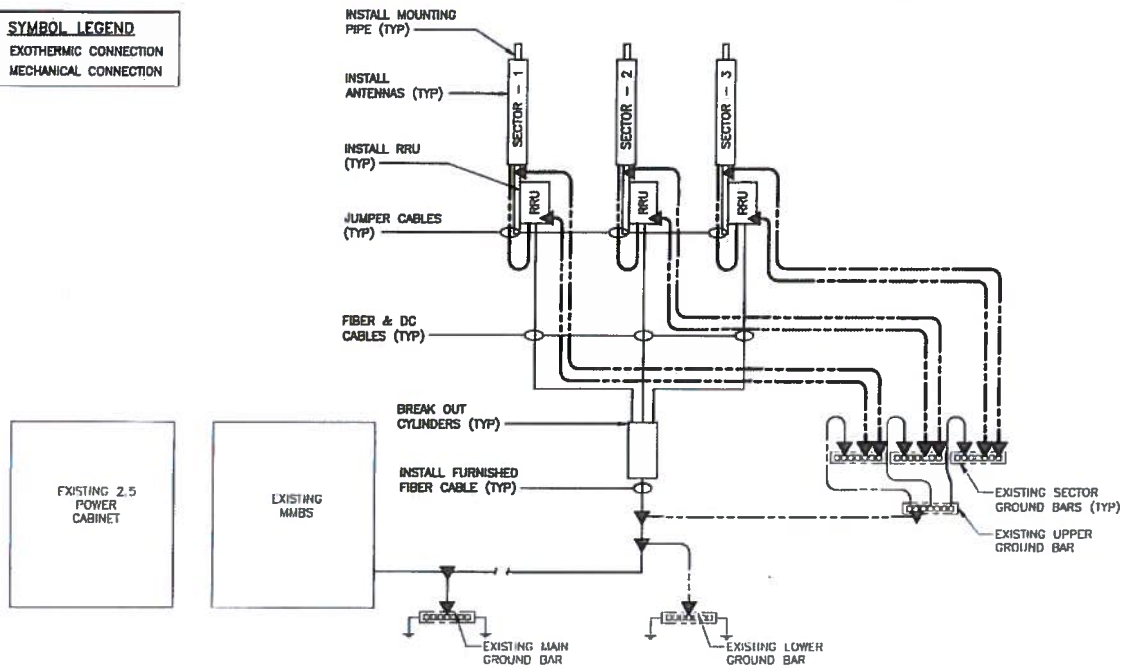 SYMBOL LEGEND
EXOTHERMIC CONNECTION
MECHANICAL CONNECTION
INSTALL MOUNTING
PIPE (TYP)
INSTALL
ANTENNAS (TYP)
SECTOR - 1
SECTOR - 2
SECTOR - 3
INSTALL RRU
(TYP)
RRU
RRU
RRU
JUMPER CABLES
(TYP)
FIBER & DC
CABLES (TYP)
BREAK OUT
CYLINDERS (TYP)
INSTALL FURNISHED
FIBER CABLE (TYP)
EXISTING 2.5
POWER
CABINET
EXISTING
MMBS
EXISTING SECTOR
GROUND BARS (TYP)
EXISTING UPPER
GROUND BAR
EXISTING MAIN
GROUND BAR
EXISTING LOWER
GROUND BAR